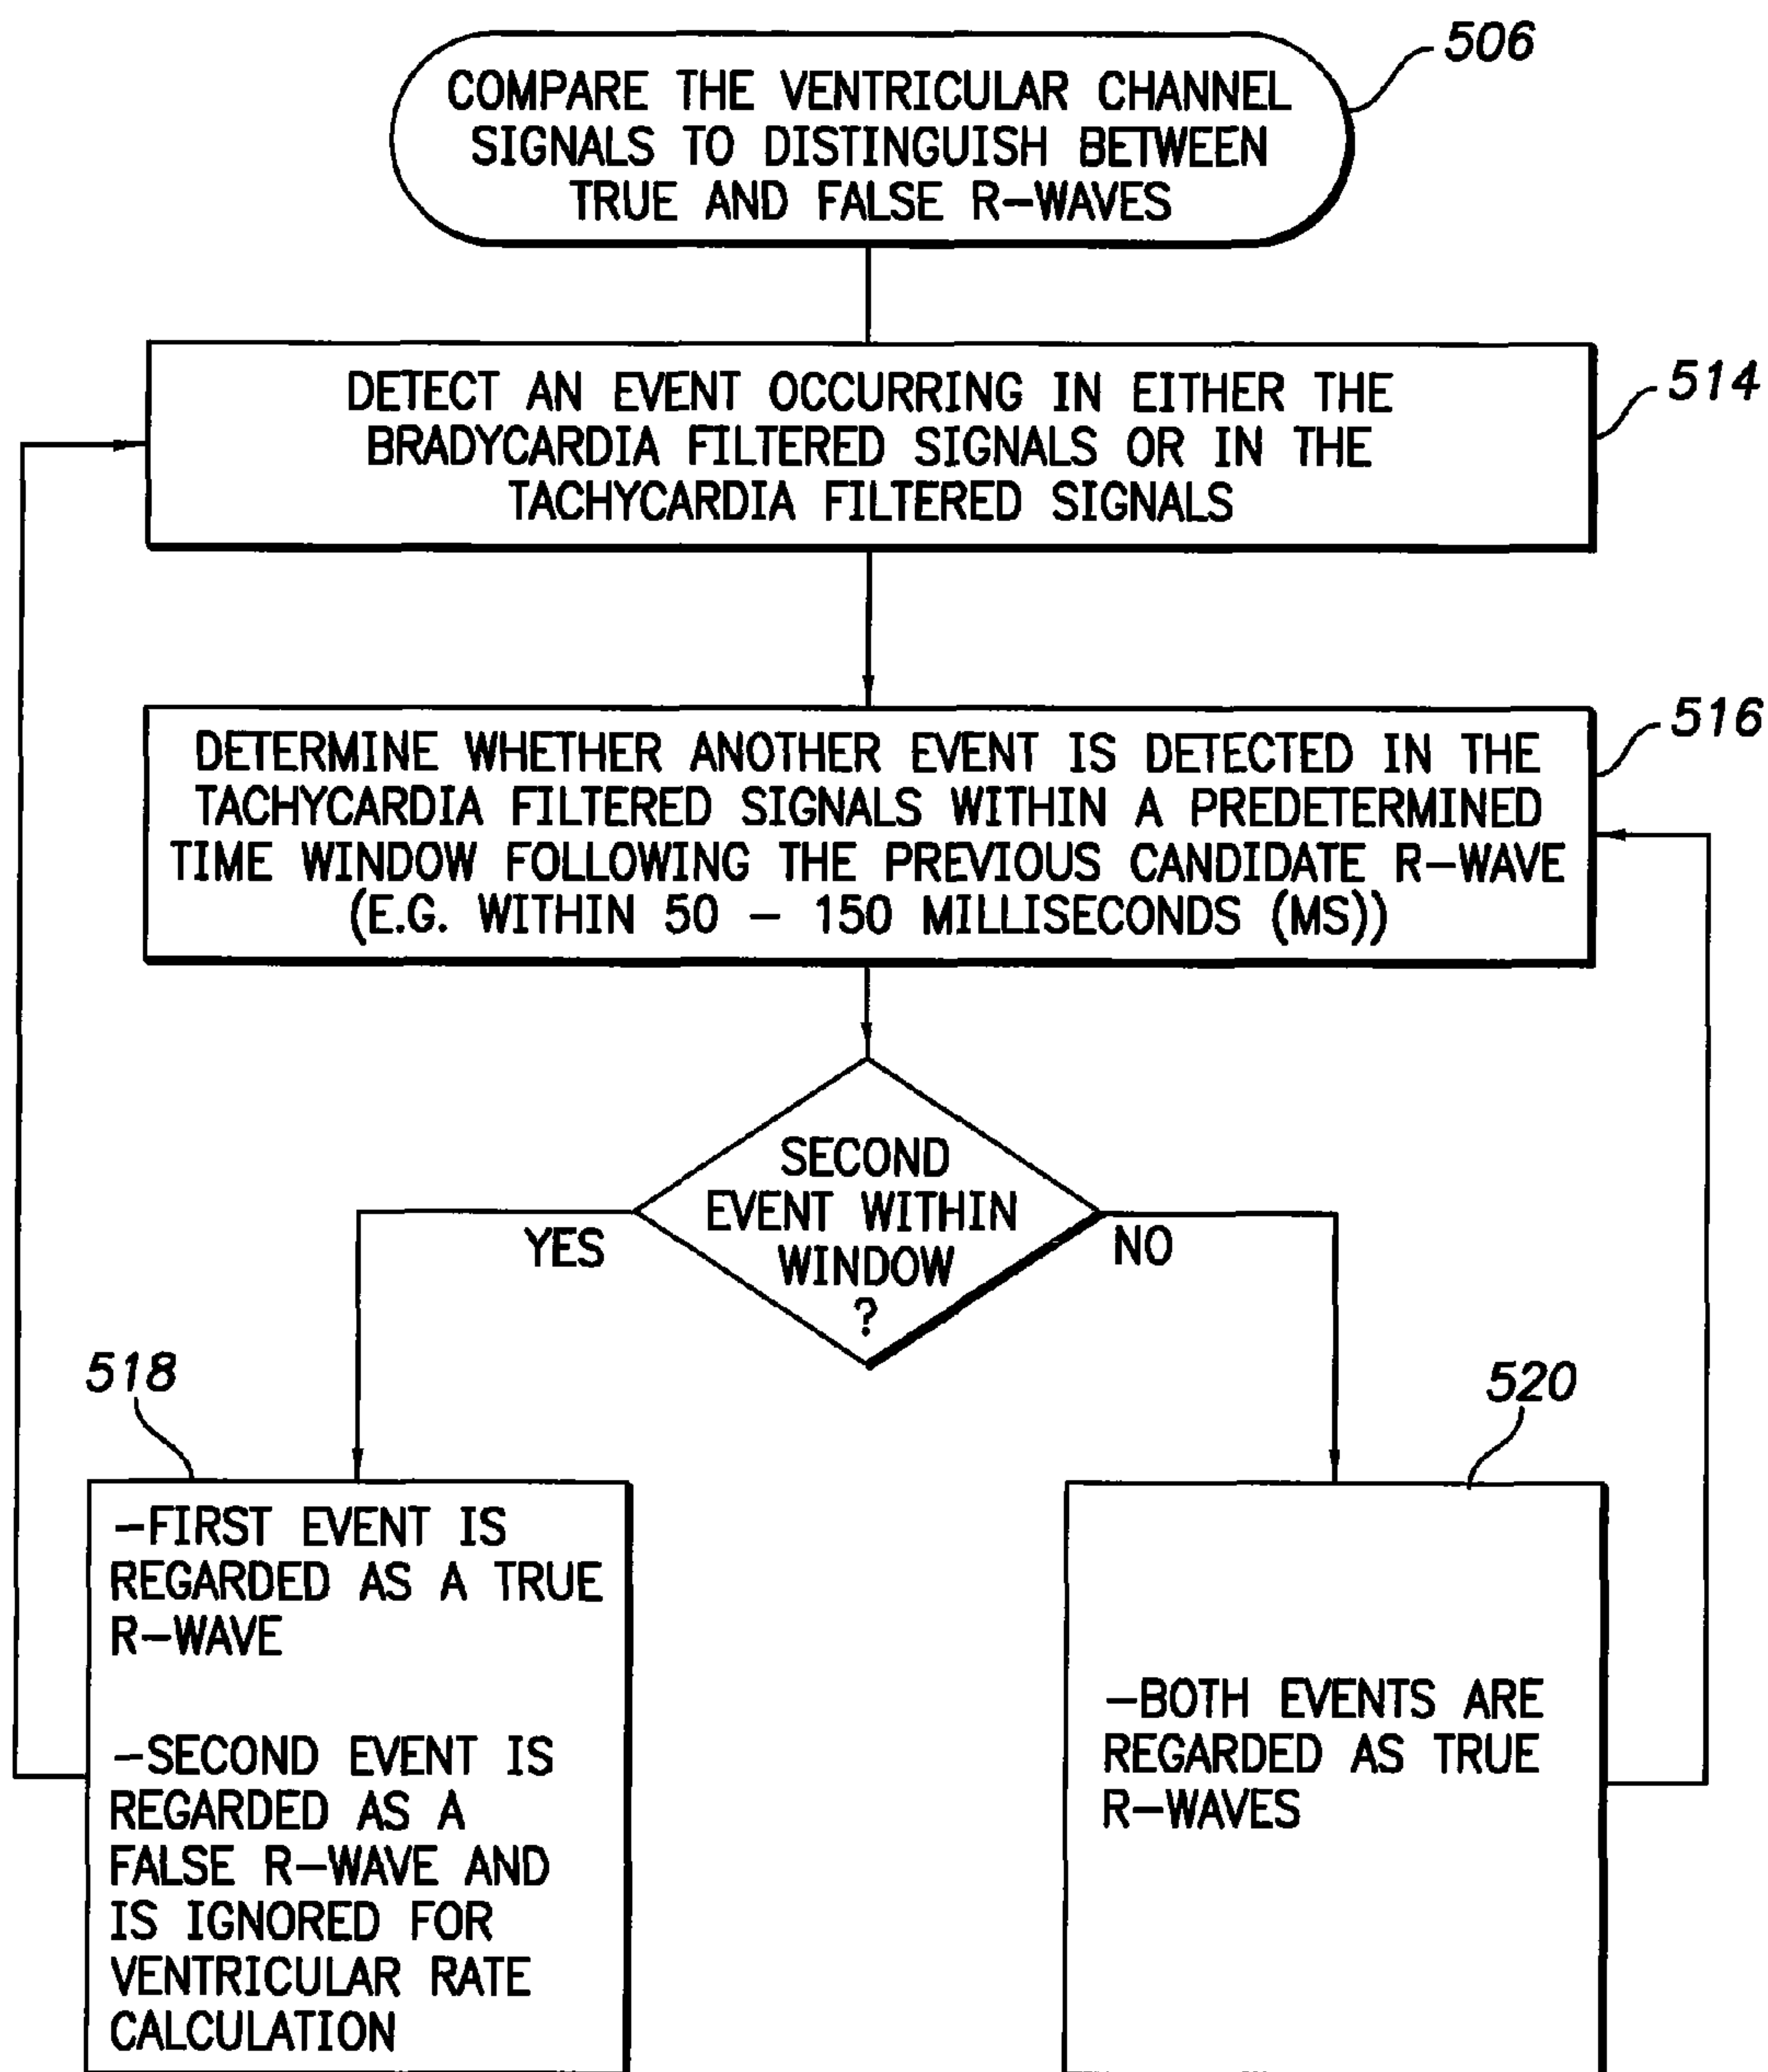 506
COMPARE THE VENTRICULAR CHANNEL
SIGNALS TO DISTINGUISH BETWEEN
TRUE AND FALSE R-WAVES
514
DETECT AN EVENT OCCURRING IN EITHER THE
BRADYCARDIA FILTERED SIGNALS OR IN THE
TACHYCARDIA FILTERED SIGNALS
516
DETERMINE WHETHER ANOTHER EVENT IS DETECTED IN THE
TACHYCARDIA FILTERED SIGNALS WITHIN A PREDETERMINED
TIME WINDOW FOLLOWING THE PREVIOUS CANDIDATE R-WAVE
(E.G. WITHIN 50 – 150 MILLISECONDS (MS))
SECOND
EVENT WITHIN
WINDOW
?
YES
NO
518
-FIRST EVENT IS
REGARDED AS A TRUE
R-WAVE
-SECOND EVENT IS
REGARDED AS A
FALSE R-WAVE AND
IS IGNORED FOR
VENTRICULAR RATE
CALCULATION
520
-BOTH EVENTS ARE
REGARDED AS TRUE
R-WAVES